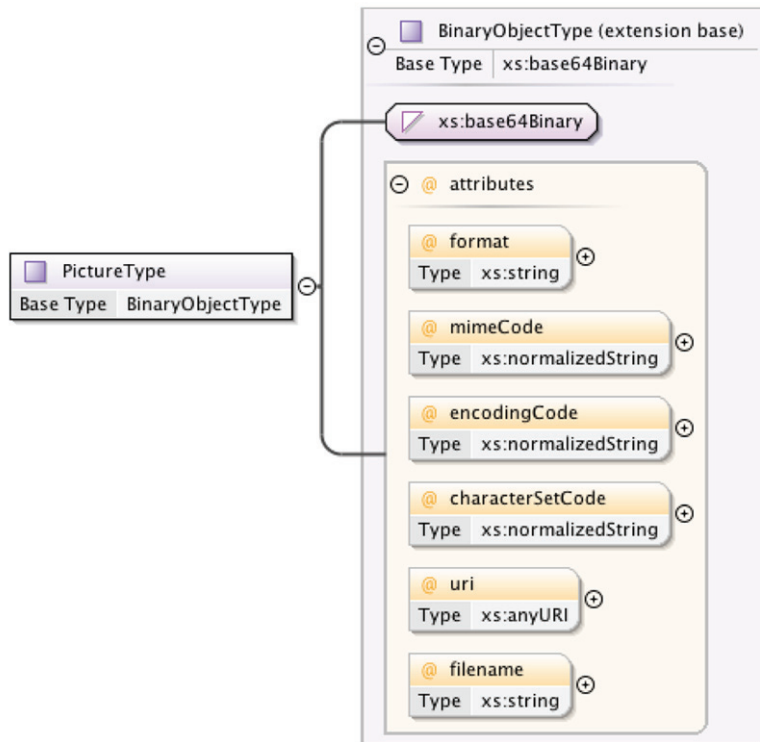 BinaryObjectType (extension base)
Base Type xs:base64Binary
xs:base64Binary
@ attributes
@ format
Type xs:string
@ mimeCode
Type xs:normalizedString
@ encodingCode
Type xs:normalizedString
@ characterSetCode
Type xs:normalizedString
@ uri
Type xs:anyURI
@ filename
Type xs:string
PictureType
Base Type BinaryObjectType